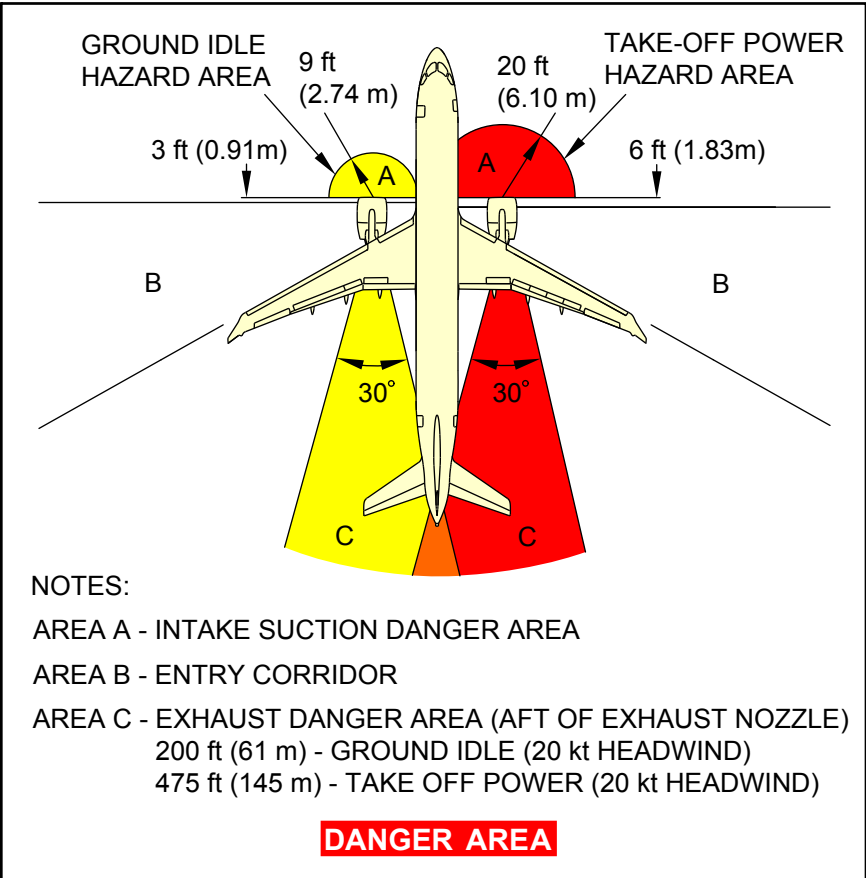 GROUND IDLE
HAZARD AREA
9 ft
(2.74 m)
20 ft
(6.10 m)
TAKE-OFF POWER
HAZARD AREA
3 ft (0.91m)
6 ft (1.83m)
A
A
B
B
30°
30°
C
C
NOTES:
AREA A - INTAKE SUCTION DANGER AREA
AREA B - ENTRY CORRIDOR
AREA C - EXHAUST DANGER AREA (AFT OF EXHAUST NOZZLE)
200 ft (61 m) - GROUND IDLE (20 kt HEADWIND)
475 ft (145 m) - TAKE OFF POWER (20 kt HEADWIND)
DANGER AREA